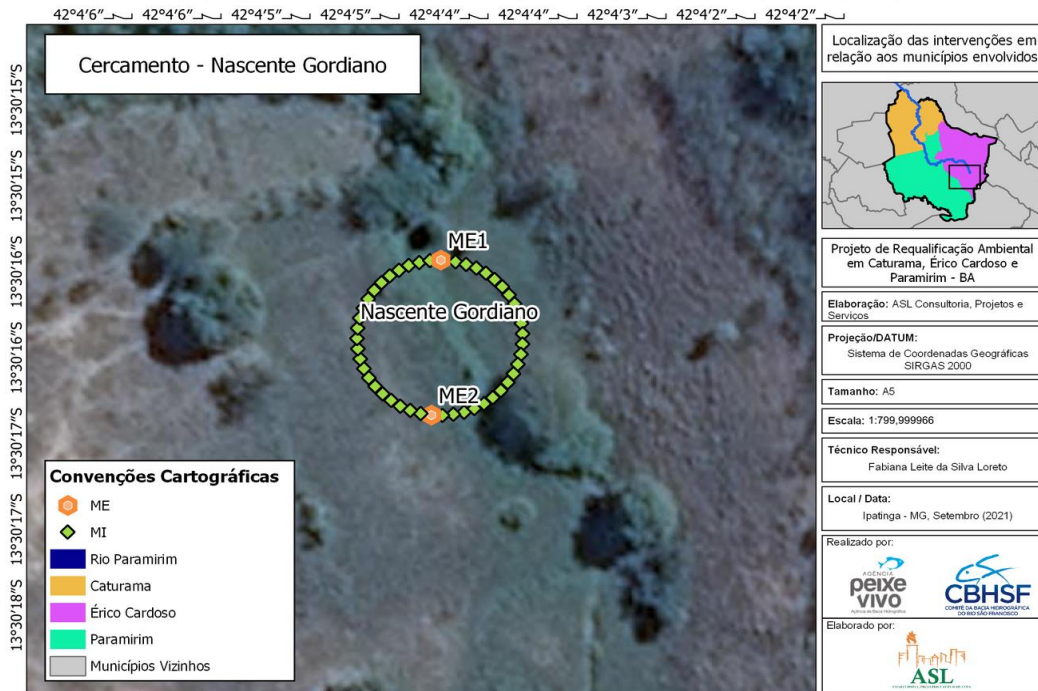 42°4′6″ 42°4′6″ 42°4′5″ 42°4′5″ 42°4′4″ 42°4′4″ 42°4′3″ 42°4′2″ 42°4′2″
Cercamento - Nascente Gordiano
13°30′15″S
13°30′15″S
13°30′16″S
13°30′16″S
13°30′17″S
13°30′17″S
13°30′18″S
ME1
Nascente Gordiano
ME2
Convenções Cartográficas
ME
MI
Rio Paramirim
Caturama
Érico Cardoso
Paramirim
Municípios Vizinhos
Localização das intervenções em
relação aos municípios envolvidos
Projeto de Requalificação Ambiental
em Caturama, Érico Cardoso e
Paramirim - BA
Elaboração: ASL Consultoria, Projetos e
Serviços
Projeção/DATUM:
Sistema de Coordenadas Geográficas
SIRGAS 2000
Tamanho: A5
Escala: 1:799,999966
Técnico Responsável:
Fabiana Leite da Silva Loreto
Local / Data:
Ipatinga - MG, Setembro (2021)
Realizado por:
AGÊNCIA
peixe
vivo
Agência de Bacia Hidrográfica
CBHSF
COMITÊ DA BACIA HIDROGRÁFICA
DO RIO SÃO FRANCISCO
Elaborado por:
ASL